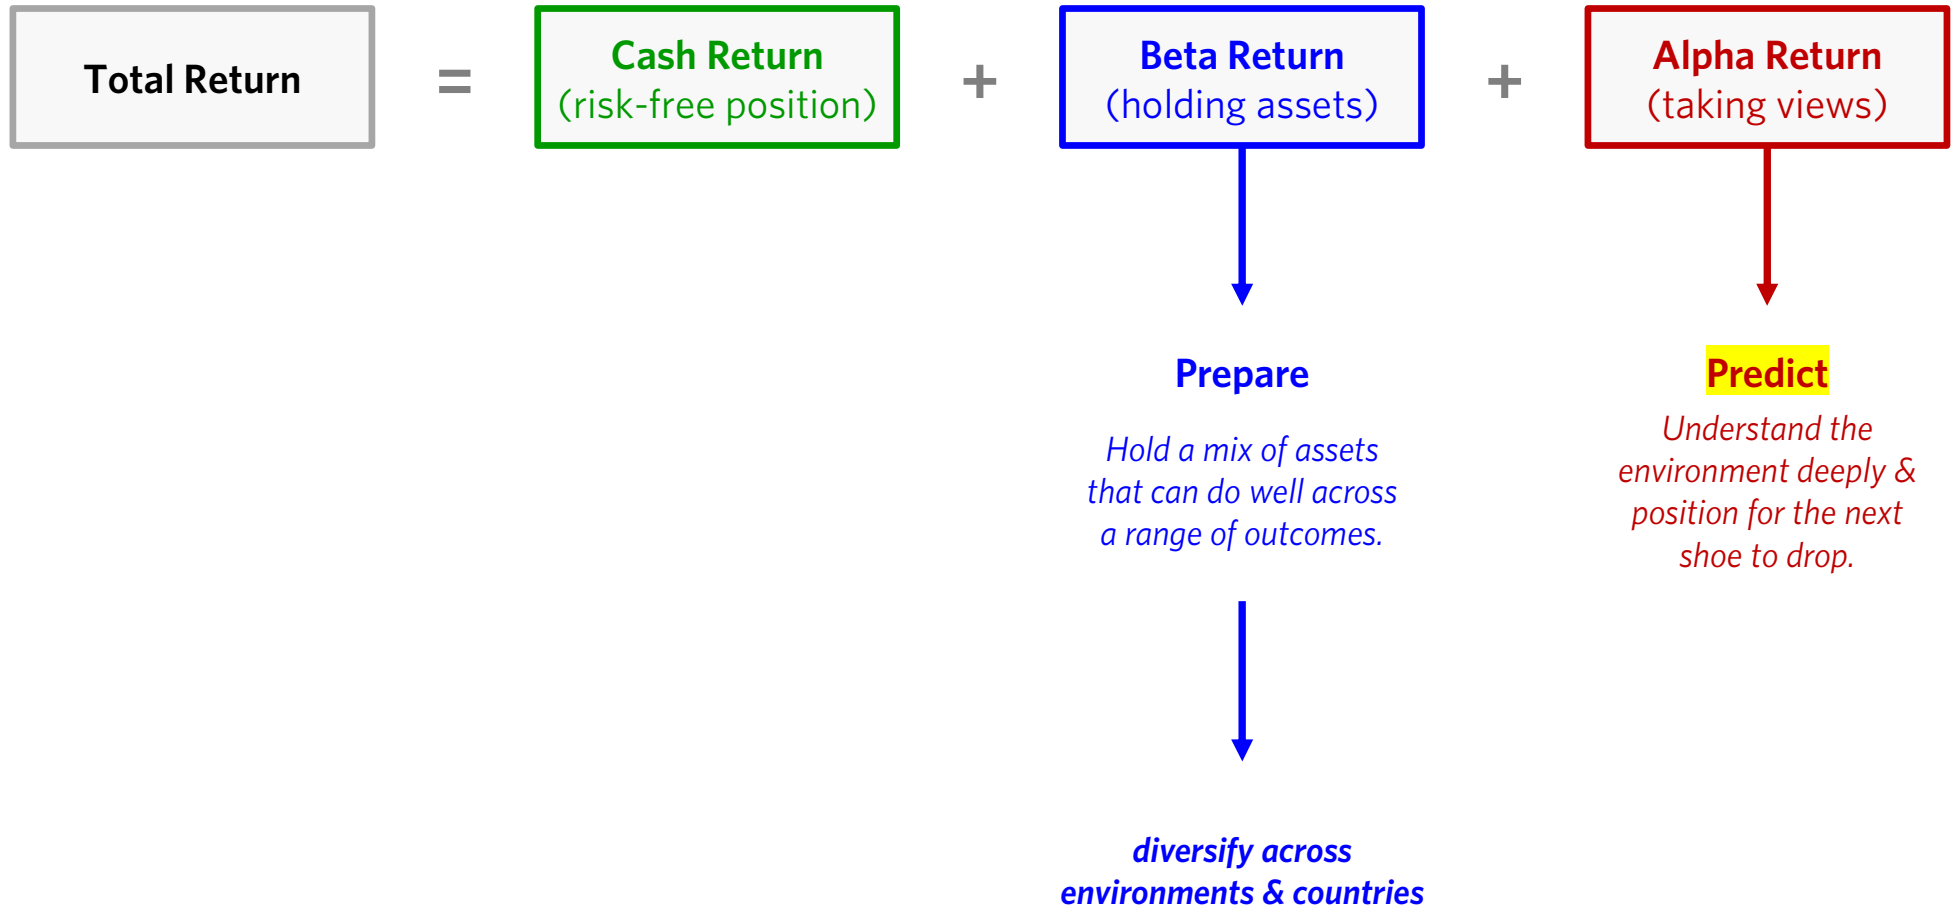 Total Return
=
Cash Return
(risk-free position)
+
Beta Return
(holding assets)
+
Alpha Return
(taking views)
Prepare
Hold a mix of assets
that can do well across
a range of outcomes.
diversify across
environments & countries
Predict
Understand the
environment deeply &
position for the next
shoe to drop.